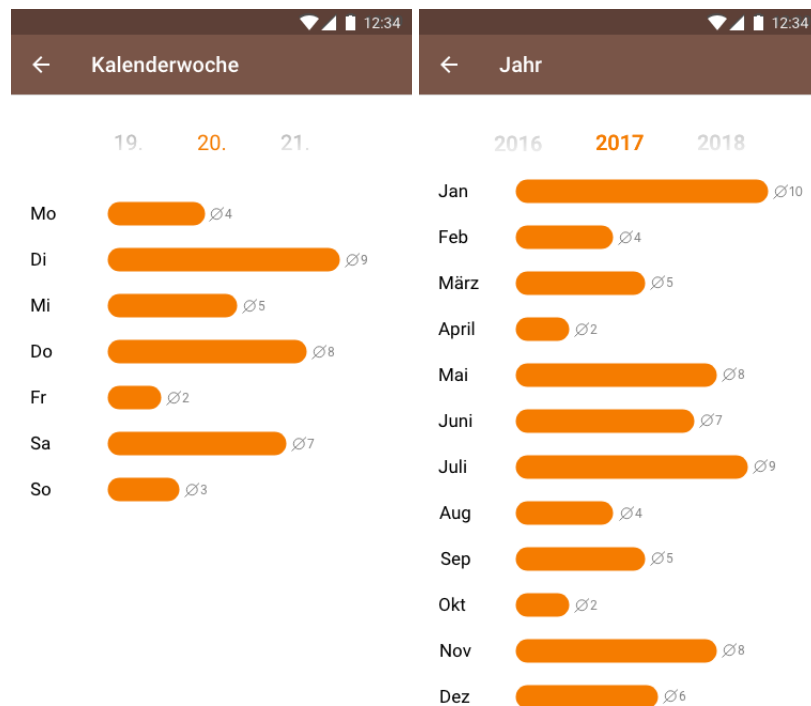 12:34
Kalenderwoche
19. 20. 21.
Mo Ø4
Di Ø9
Mi Ø5
Do Ø8
Fr Ø2
Sa Ø7
So Ø3
12:34
Jahr
2016 2017 2018
Jan Ø10
Feb Ø4
März Ø5
April Ø2
Mai Ø8
Juni Ø7
Juli Ø9
Aug Ø4
Sep Ø5
Okt Ø2
Nov Ø8
Dez Ø6